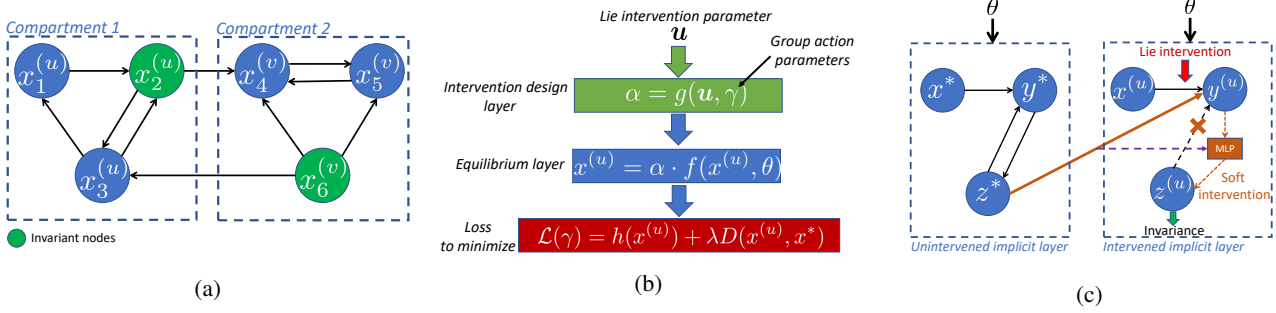 Compartment 1
Compartment 2
x_1^{(u)}
x_2^{(u)}
x_4^{(v)}
x_5^{(v)}
x_3^{(u)}
x_6^{(v)}
Invariant nodes
(a)
Lie intervention parameter
u
Group action
parameters
Intervention design
layer
α = g(u, γ)
Equilibrium layer
x^{(u)} = α · f(x^{(u)}, θ)
Loss
to minimize
ℒ(γ) = h(x^{(u)}) + λD(x^{(u)}, x^*)
(b)
θ
x^*
y^*
z^*
Unintervened implicit layer
θ
Lie intervention
x^{(u)}
y^{(u)}
MLP
Soft
intervention
z^{(u)}
Invariance
Intervened implicit layer
(c)